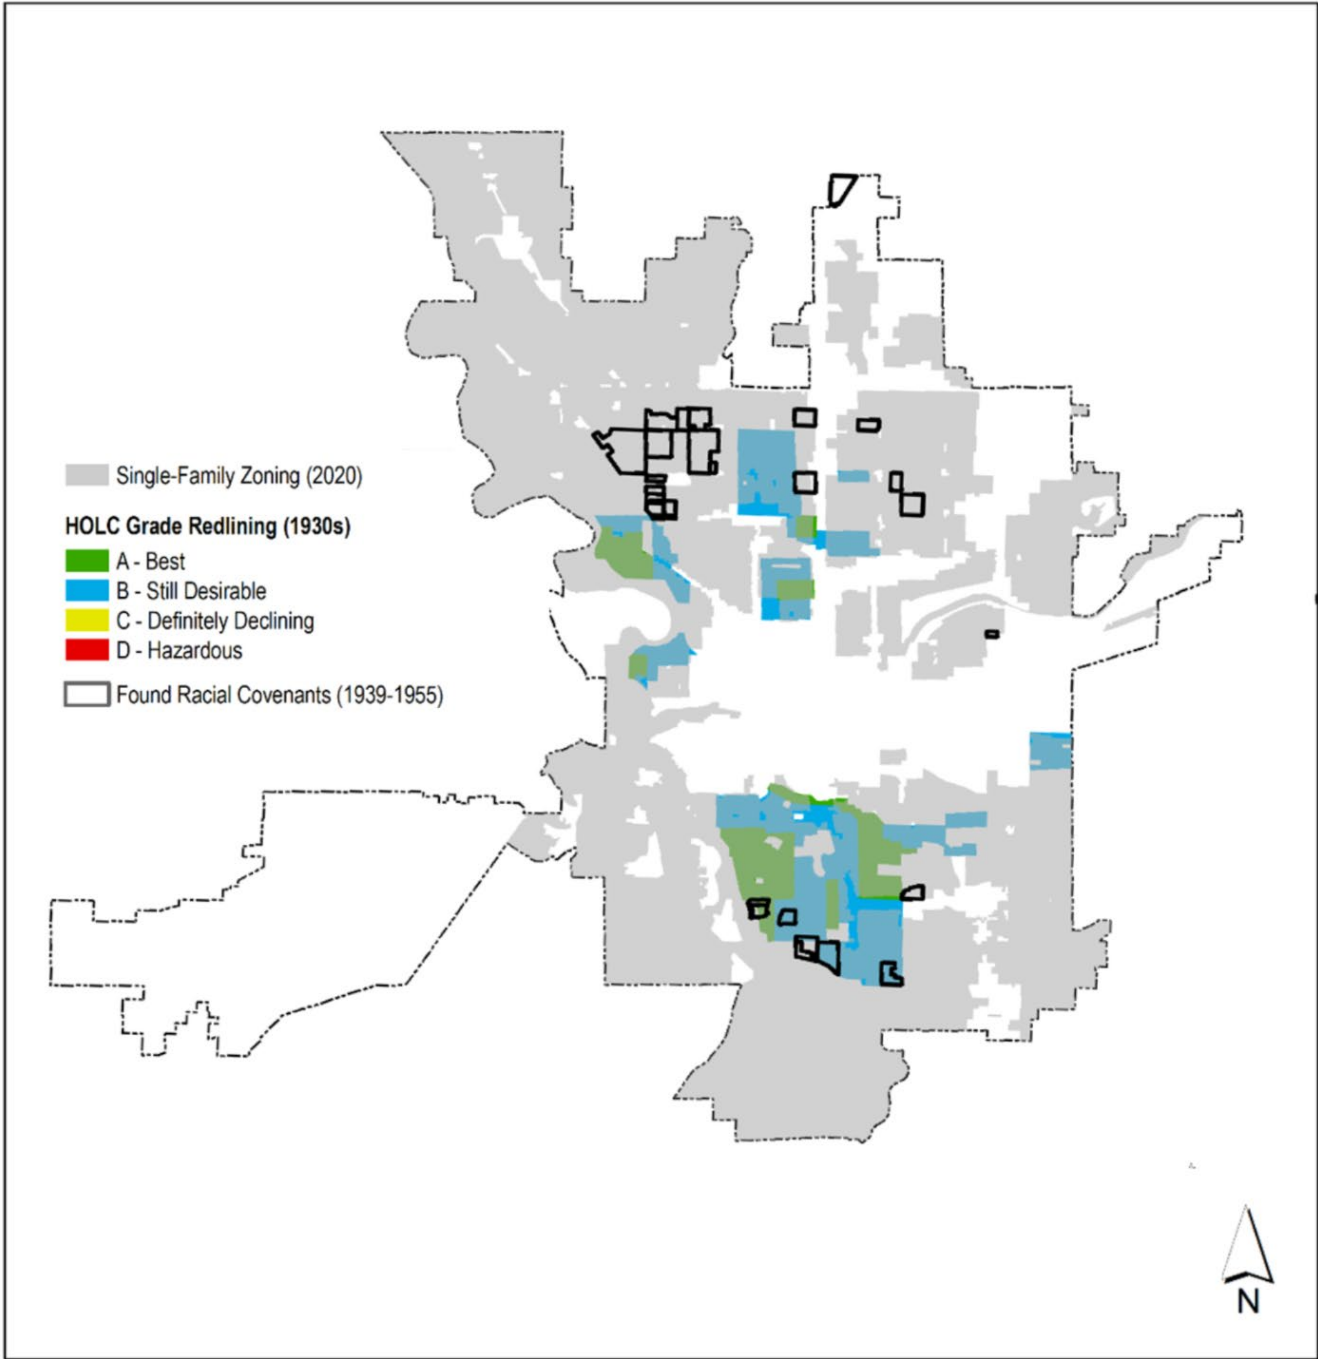 Single-Family Zoning (2020)
HOLC Grade Redlining (1930s)
A - Best
B - Still Desirable
C - Definitely Declining
D - Hazardous
Found Racial Covenants (1939-1955)
N